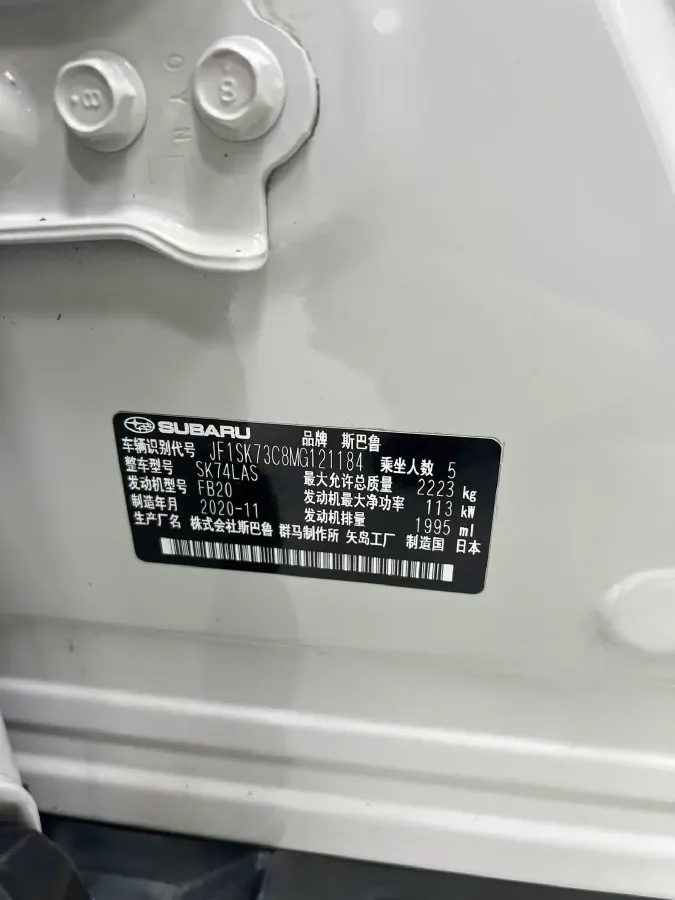 8
8
OYNL
SUBARU 品牌 斯巴鲁
车辆识别代号 JF1SK73C8MG121184 乘坐人数 5
整车型号 SK74LAS 最大允许总质量 2223 kg
发动机型号 FB20 发动机最大净功率 113 kW
制造年月 2020-11 发动机排量 1995 ml
生产厂名 株式会社斯巴鲁 群马制作所 矢岛工厂 制造国 日本